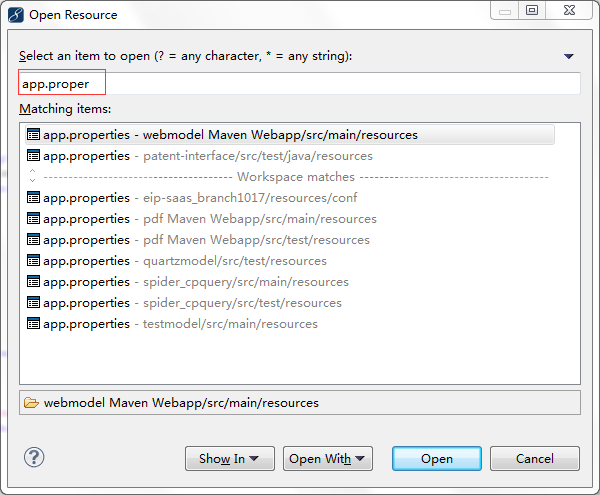 Open Resource
Select an item to open (? = any character, * = any string):
app.proper
Matching items:
app.properties - webmodel Maven Webapp/src/main/resources
app.properties - patent-interface/src/test/java/resources
Workspace matches
app.properties - eip-saas_branch1017/resources/conf
app.properties - pdf Maven Webapp/src/main/resources
app.properties - pdf Maven Webapp/src/test/resources
app.properties - quartzmodel/src/test/resources
app.properties - spider_cpquery/src/main/resources
app.properties - spider_cpquery/src/test/resources
app.properties - testmodel/src/main/resources
webmodel Maven Webapp/src/main/resources
? Show In Open With Open Cancel